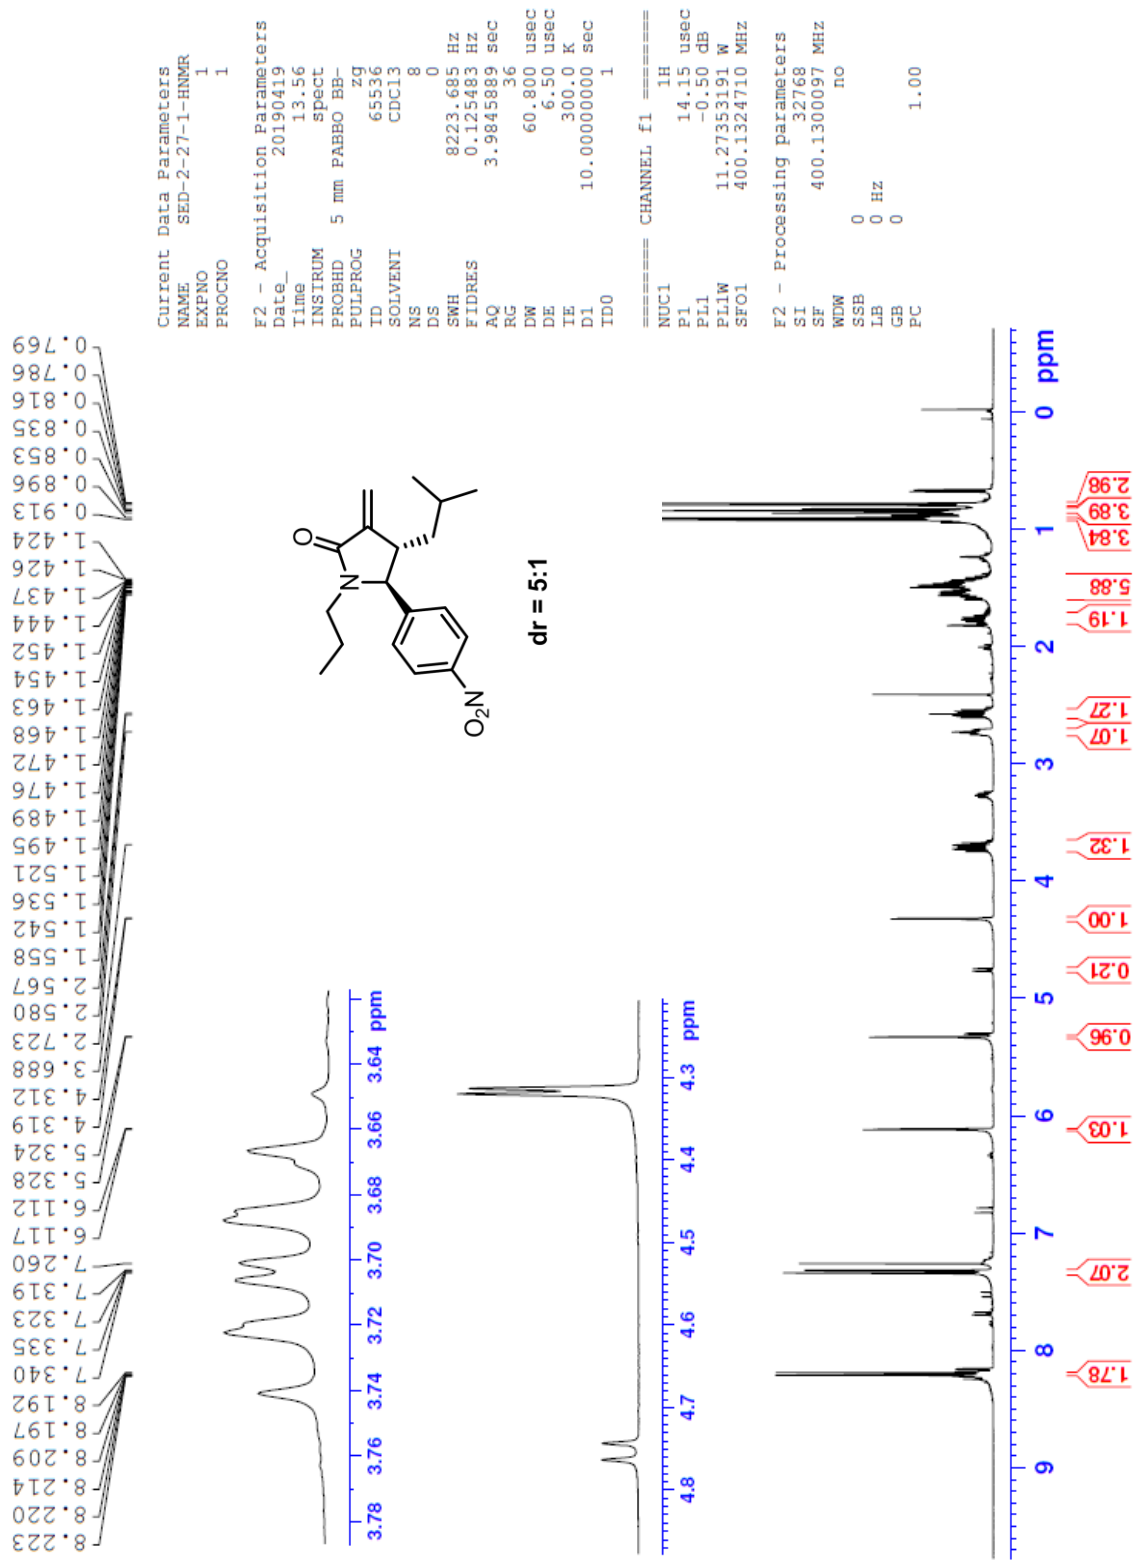 Current Data Parameters
NAME SED-2-27-1-HNMR
EXPNO 1
PROCNO 1
F2 - Acquisition Parameters
Date_ 20190419
Time 13.56
INSTRUM spect
PROBHD 5 mm PABBO BB-
PULPROG zg
TD 65536
SOLVENT CDCl3
NS 8
DS 0
SWH 8223.685 Hz
FIDRES 0.125483 Hz
AQ 3.9845889 sec
RG 36
DW 60.800 usec
DE 6.50 usec
TE 300.0 K
D1 10.00000000 sec
TD0 1
======== CHANNEL f1 ========
NUC1 1H
P1 14.15 usec
PL1 -0.50 dB
PL1W 11.27353191 W
SFO1 400.1324710 MHz
F2 - Processing parameters
SI 32768
SF 400.1300097 MHz
WDW no
SSB 0
LB 0 Hz
GB 0
PC 1.00
8.223
8.220
8.214
8.209
8.197
8.192
7.340
7.335
7.323
7.319
7.260
6.117
6.112
5.328
5.324
4.319
4.312
3.688
2.723
2.580
2.567
1.558
1.542
1.536
1.521
1.495
1.489
1.476
1.472
1.468
1.463
1.454
1.452
1.444
1.437
1.426
1.424
0.913
0.896
0.853
0.835
0.816
0.786
0.769
O
N
O2N
dr = 5:1
3.78 3.76 3.74 3.72 3.70 3.68 3.66 3.64 ppm
4.8 4.7 4.6 4.5 4.4 4.3 ppm
9 8 7 6 5 4 3 2 1 0 ppm
1.78
2.07
1.03
0.96
0.21
1.00
1.32
1.07
1.27
1.19
5.88
3.84
3.89
2.98